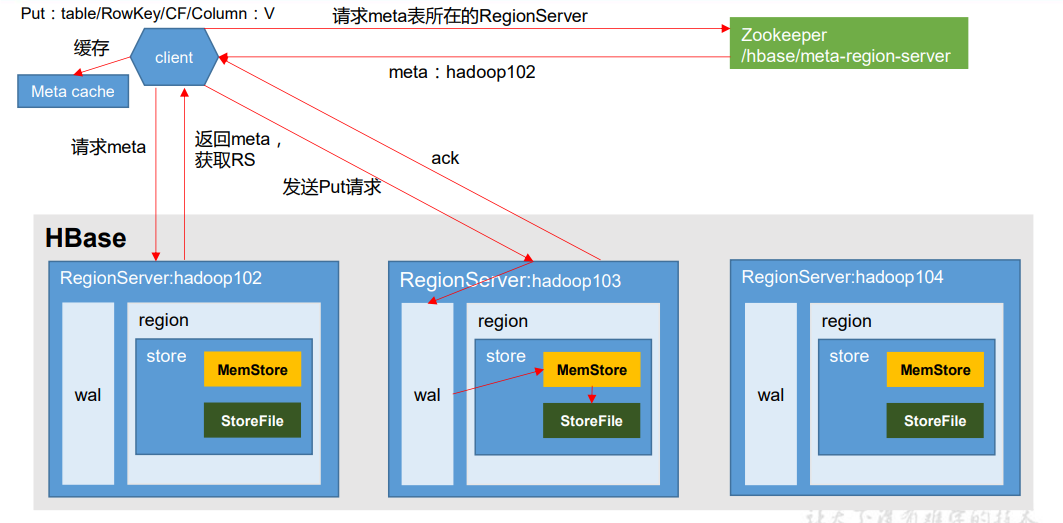 Put：table/RowKey/CF/Column：V
请求meta表所在的RegionServer
Zookeeper
/hbase/meta-region-server
缓存
client
meta：hadoop102
Meta cache
请求meta
返回meta，
获取RS
ack
发送Put请求
HBase
RegionServer:hadoop102
wal
region
store
MemStore
StoreFile
RegionServer:hadoop103
wal
region
store
MemStore
StoreFile
RegionServer:hadoop104
wal
region
store
MemStore
StoreFile